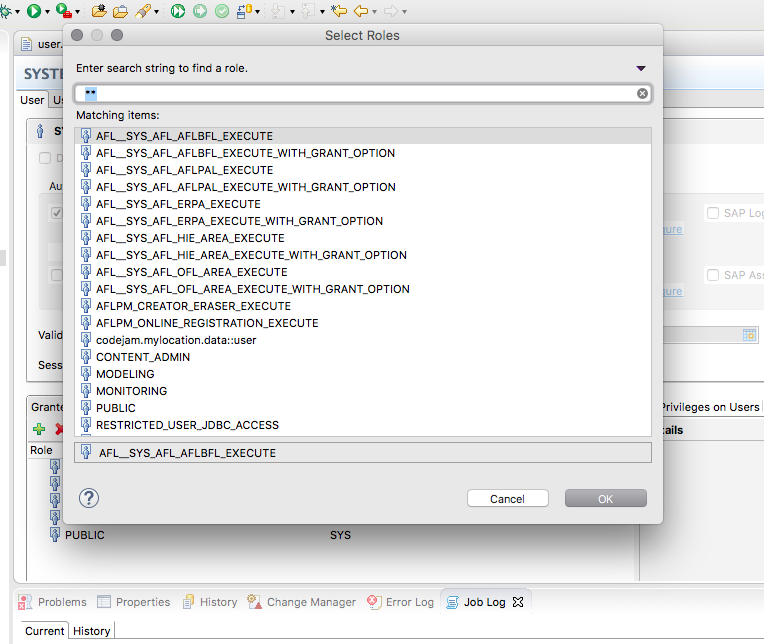 Select Roles
user.
Enter search string to find a role.
SYSTE
**
User
Us
Matching items:
AFL__SYS_AFL_AFLBFL_EXECUTE
AFL__SYS_AFL_AFLBFL_EXECUTE_WITH_GRANT_OPTION
AFL__SYS_AFL_AFLPAL_EXECUTE
AFL__SYS_AFL_AFLPAL_EXECUTE_WITH_GRANT_OPTION
AFL__SYS_AFL_ERPA_EXECUTE
AFL__SYS_AFL_ERPA_EXECUTE_WITH_GRANT_OPTION
AFL__SYS_AFL_HIE_AREA_EXECUTE
AFL__SYS_AFL_HIE_AREA_EXECUTE_WITH_GRANT_OPTION
AFL__SYS_AFL_OFL_AREA_EXECUTE
AFL__SYS_AFL_OFL_AREA_EXECUTE_WITH_GRANT_OPTION
AFLPM_CREATOR_ERASER_EXECUTE
AFLPM_ONLINE_REGISTRATION_EXECUTE
codejam.mylocation.data::user
CONTENT_ADMIN
MODELING
MONITORING
PUBLIC
RESTRICTED_USER_JDBC_ACCESS
AFL__SYS_AFL_AFLBFL_EXECUTE
?
Cancel
OK
SY
D
Au
SAP Log
ure
SAP Ass
ure
Valid
Sess
Grante
Privileges on Users
ails
Role
PUBLIC SYS
Problems Properties History Change Manager Error Log Job Log
Current History